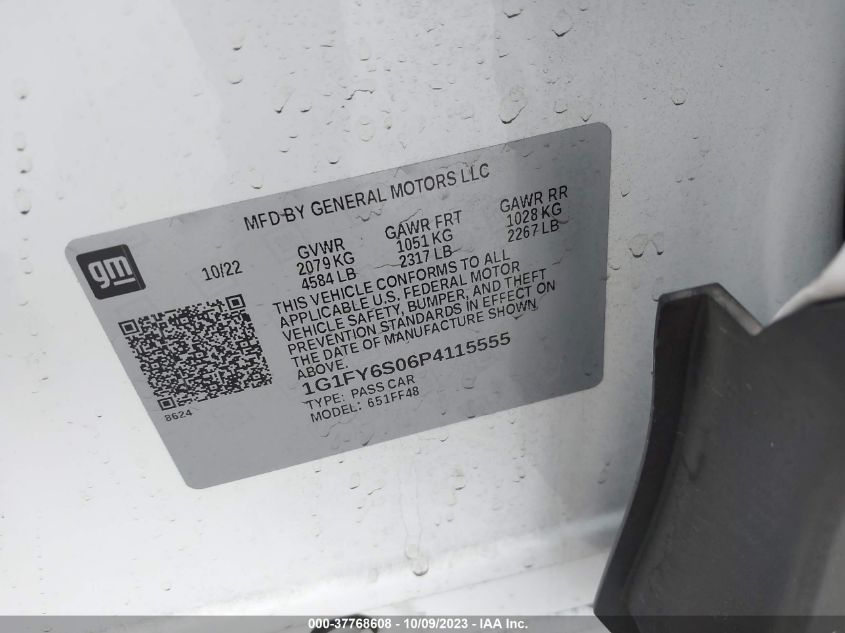 MFD BY GENERAL MOTORS LLC
gm
10/22
GVWR GAWR FRT GAWR RR
2079 KG 1051 KG 1028 KG
4584 LB 2317 LB 2267 LB
THIS VEHICLE CONFORMS TO ALL
APPLICABLE U.S. FEDERAL MOTOR
VEHICLE SAFETY, BUMPER, AND THEFT
PREVENTION STANDARDS IN EFFECT ON
THE DATE OF MANUFACTURE SHOWN
ABOVE.
1G1FY6S06P4115555
TYPE: PASS CAR
MODEL: 651FF48
8624
000-37768608 - 10/09/2023 - IAA Inc.